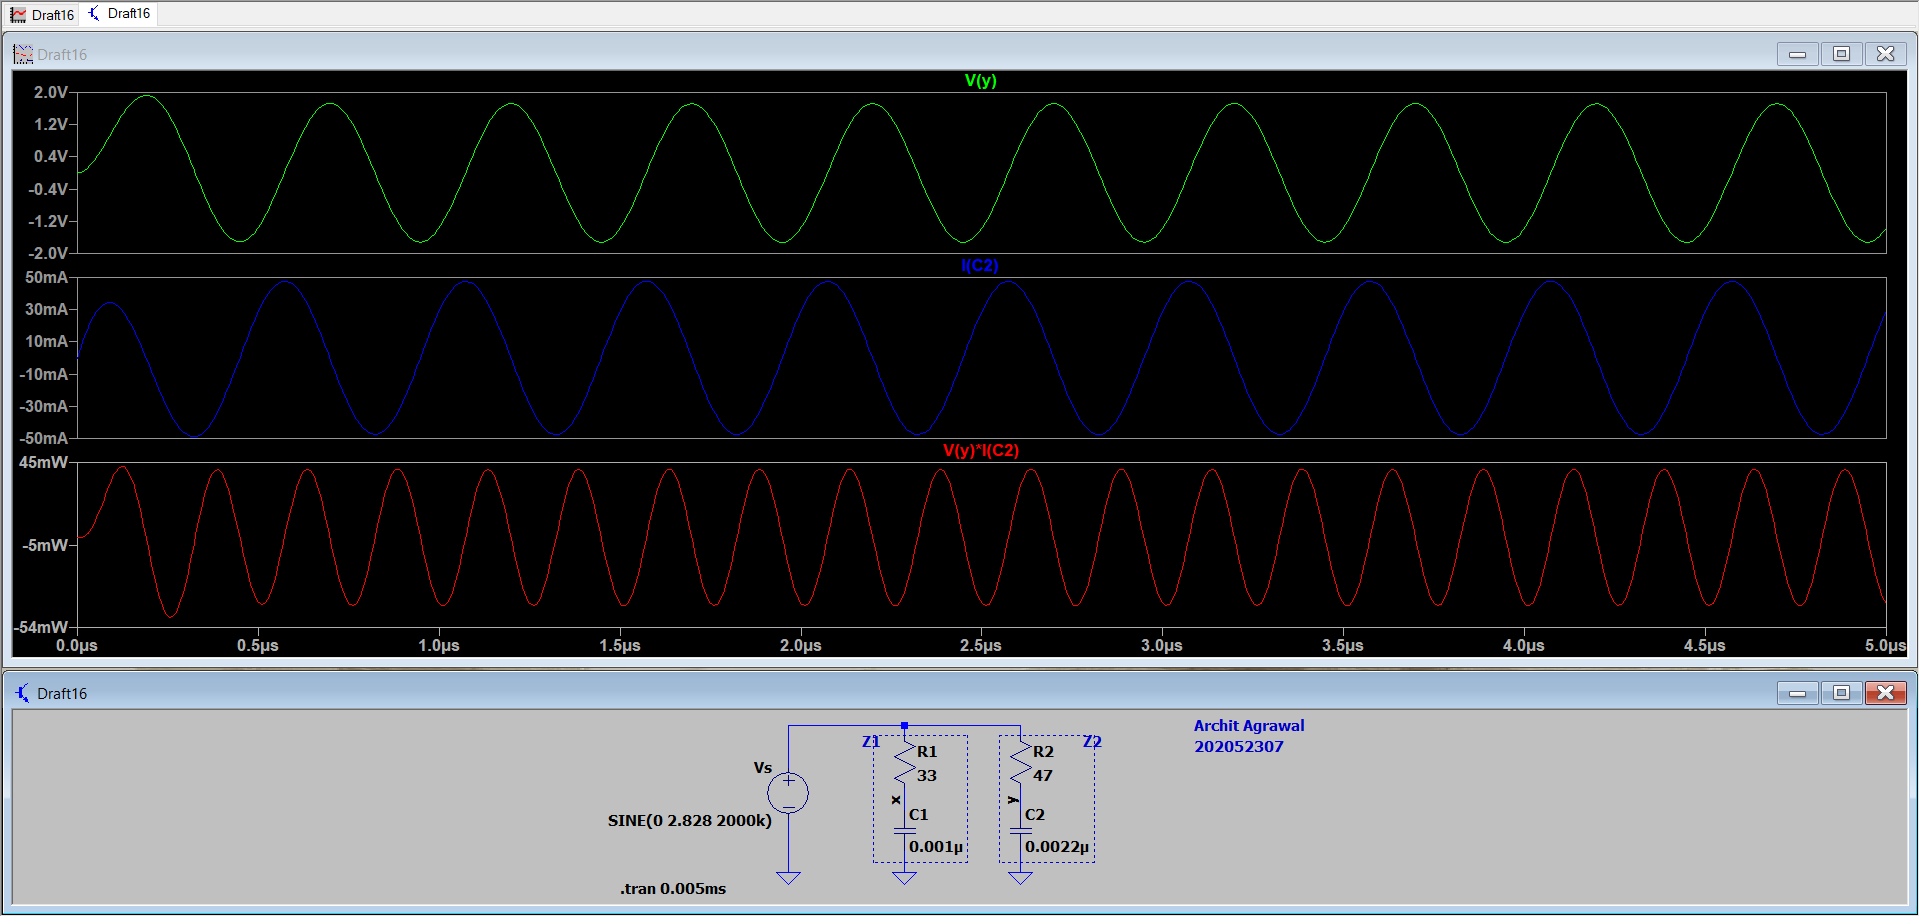 Draft16 Draft16
Draft16
V(y)
2.0V
1.2V
0.4V
-0.4V
-1.2V
-2.0V
I(C2)
50mA
30mA
10mA
-10mA
-30mA
-50mA
V(y)*I(C2)
45mW
-5mW
-54mW
0.0µs 0.5µs 1.0µs 1.5µs 2.0µs 2.5µs 3.0µs 3.5µs 4.0µs 4.5µs 5.0µs
Draft16
Archit Agrawal
202052307
Z1 R1 Z2 R2
33 47
Vs
x y
C1 C2
SINE(0 2.828 2000k)
0.001µ 0.0022µ
.tran 0.005ms